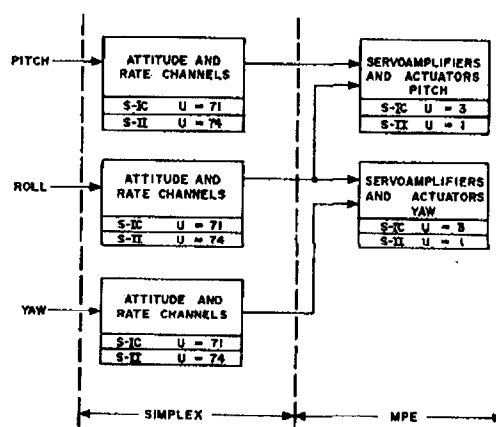 PITCH
ATTITUDE AND
RATE CHANNELS
S-IC U = 71
S-II U = 74
SERVOAMPLIFIERS
AND ACTUATORS
PITCH
S-IC U = 3
S-II U = 1
ROLL
ATTITUDE AND
RATE CHANNELS
S-IC U = 71
S-II U = 74
SERVOAMPLIFIERS
AND ACTUATORS
YAW
S-IC U = 3
S-II U = 1
YAW
ATTITUDE AND
RATE CHANNELS
S-IC U = 71
S-II U = 74
SIMPLEX
MPE